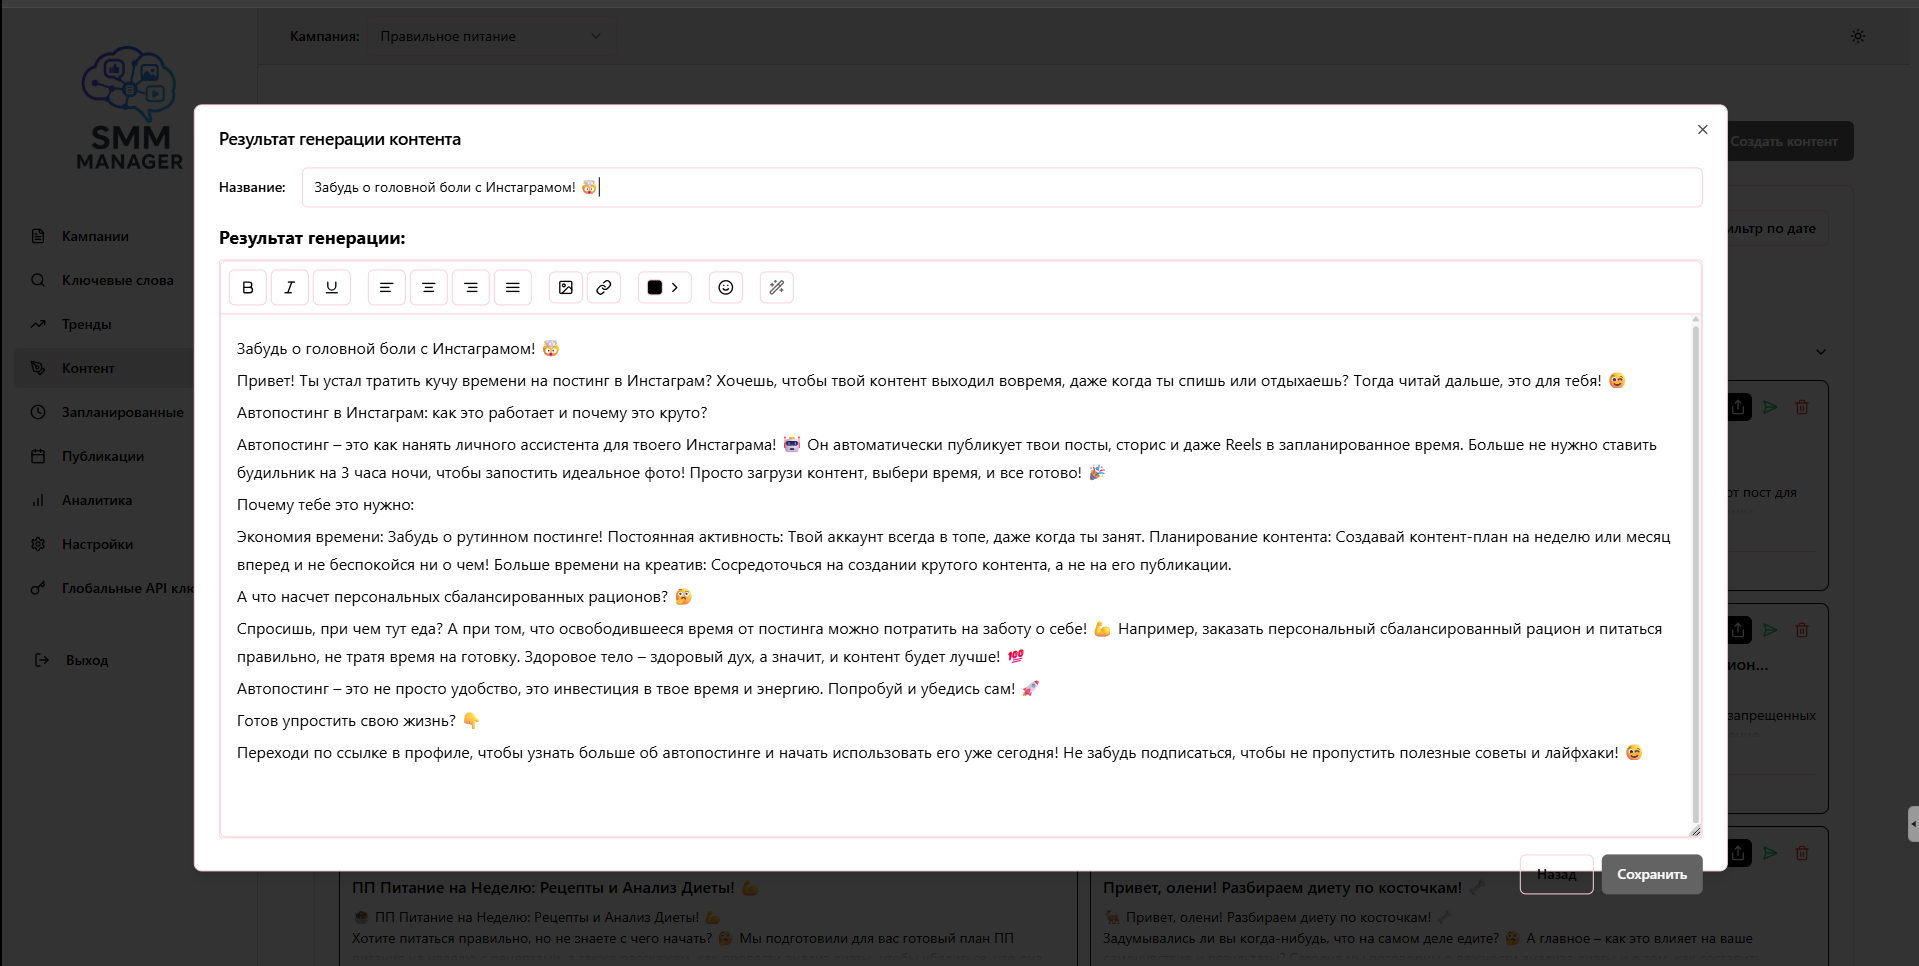 Кампания: Правильное питание
SMM
MANAGER
Создать контент
Кампании
Ключевые слова
Тренды
Контент
Запланированные
Публикации
Аналитика
Настройки
Глобальные API клю
Выход
по дате
Результат генерации контента
Название: Забудь о головной боли с Инстаграмом! 🤯
Результат генерации:
B I U
Забудь о головной боли с Инстаграмом! 🤯
Привет! Ты устал тратить кучу времени на постинг в Инстаграм? Хочешь, чтобы твой контент выходил вовремя, даже когда ты спишь или отдыхаешь? Тогда читай дальше, это для тебя! 😉
Автопостинг в Инстаграм: как это работает и почему это круто?
Автопостинг – это как нанять личного ассистента для твоего Инстаграма! 🤖 Он автоматически публикует твои посты, сторис и даже Reels в запланированное время. Больше не нужно ставить
будильник на 3 часа ночи, чтобы запостить идеальное фото! Просто загрузи контент, выбери время, и все готово! 🎉
Почему тебе это нужно:
Экономия времени: Забудь о рутинном постинге! Постоянная активность: Твой аккаунт всегда в топе, даже когда ты занят. Планирование контента: Создавай контент-план на неделю или месяц
вперед и не беспокойся ни о чем! Больше времени на креатив: Сосредоточься на создании крутого контента, а не на его публикации.
А что насчет персональных сбалансированных рационов? 🤔
Спросишь, при чем тут еда? А при том, что освободившееся время от постинга можно потратить на заботу о себе! 💪 Например, заказать персональный сбалансированный рацион и питаться
правильно, не тратя время на готовку. Здоровое тело – здоровый дух, а значит, и контент будет лучше! 💯
Автопостинг – это не просто удобство, это инвестиция в твое время и энергию. Попробуй и убедись сам! 🚀
Готов упростить свою жизнь? 👇
Переходи по ссылке в профиле, чтобы узнать больше об автопостинге и начать использовать его уже сегодня! Не забудь подписаться, чтобы не пропустить полезные советы и лайфхаки! 😉
Назад
Сохранить
пост для
ион...
запрещенных
ПП Питание на Неделю: Рецепты и Анализ Диеты! 💪
🥗 ПП Питание на Неделю: Рецепты и Анализ Диеты! 💪
Хотите питаться правильно, но не знаете с чего начать? 🤔 Мы подготовили для вас готовый план ПП
Привет, олени! Разбираем диету по косточкам! 🦴
🦌 Привет, олени! Разбираем диету по косточкам! 🦴
Задумывались ли вы когда-нибудь, что на самом деле едите? 🤔 А главное – как это влияет на ваше